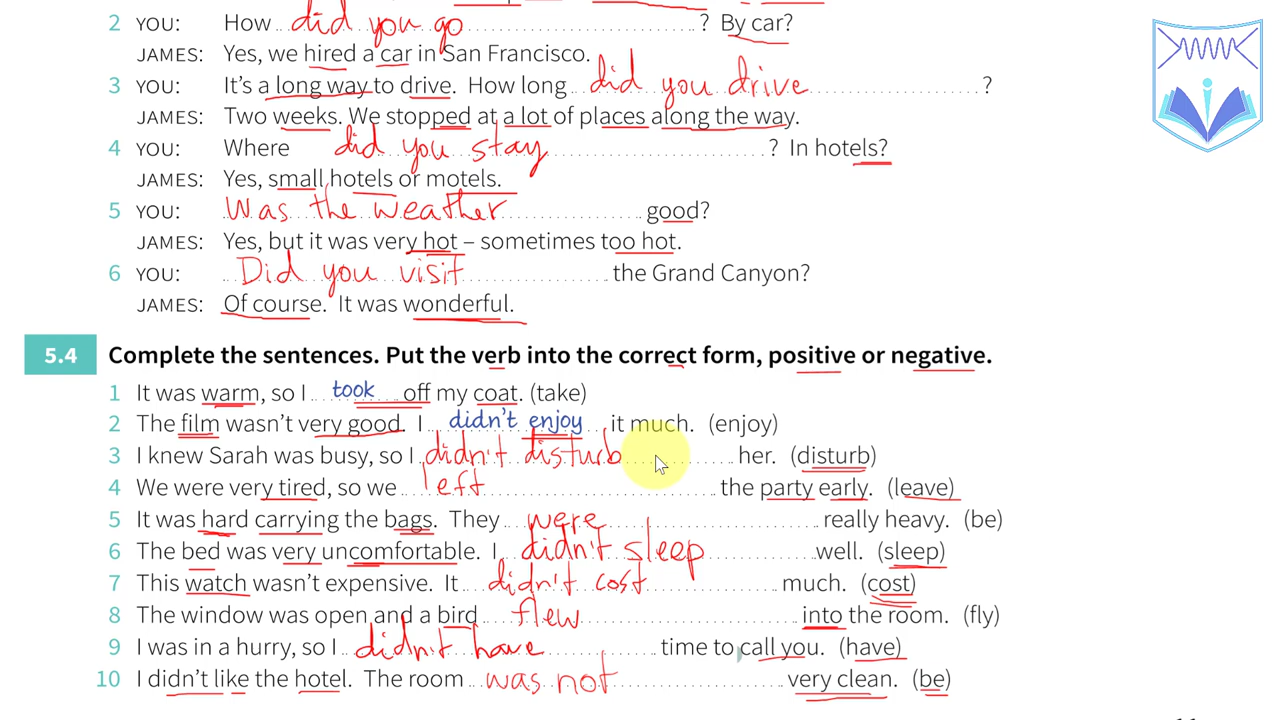 2 YOU: How did you go ? By car?
JAMES: Yes, we hired a car in San Francisco.
3 YOU: It's a long way to drive. How long did you drive ?
JAMES: Two weeks. We stopped at a lot of places along the way.
4 YOU: Where did you stay ? In hotels?
JAMES: Yes, small hotels or motels.
5 YOU: Was the weather good?
JAMES: Yes, but it was very hot – sometimes too hot.
6 YOU: Did you visit the Grand Canyon?
JAMES: Of course. It was wonderful.
5.4 Complete the sentences. Put the verb into the correct form, positive or negative.
1 It was warm, so I took off my coat. (take)
2 The film wasn't very good. I didn't enjoy it much. (enjoy)
3 I knew Sarah was busy, so I didn't disturb her. (disturb)
4 We were very tired, so we left the party early. (leave)
5 It was hard carrying the bags. They were really heavy. (be)
6 The bed was very uncomfortable. I didn't sleep well. (sleep)
7 This watch wasn't expensive. It didn't cost much. (cost)
8 The window was open and a bird flew into the room. (fly)
9 I was in a hurry, so I didn't have time to call you. (have)
10 I didn't like the hotel. The room was not very clean. (be)